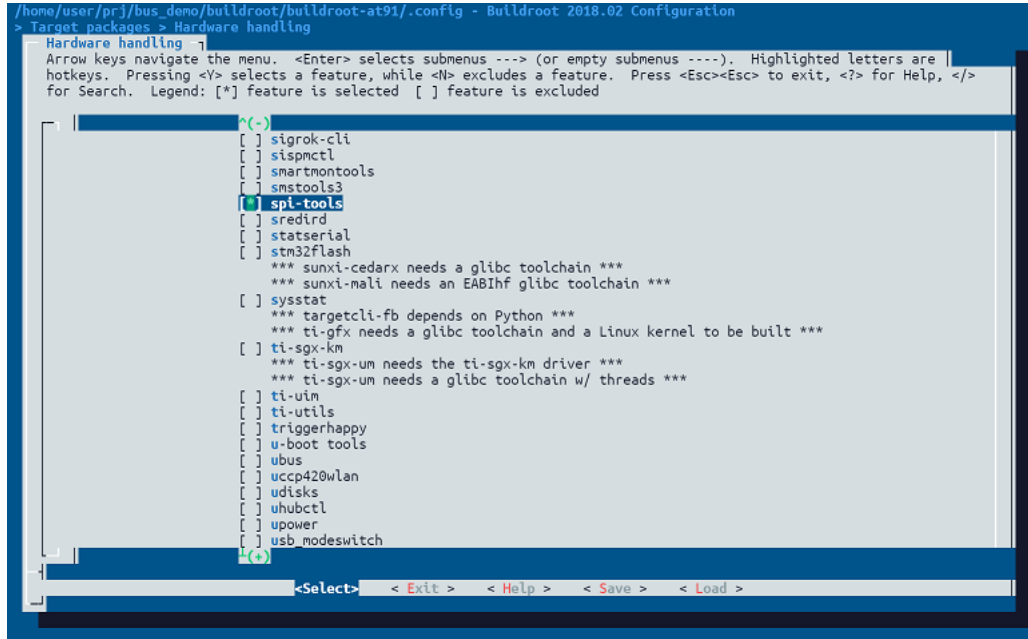 /home/user/prj/bus_demo/buildroot/buildroot-at91/.config - Buildroot 2018.02 Configuration
> Target packages > Hardware handling
Hardware handling
Arrow keys navigate the menu.  <Enter> selects submenus ---> (or empty submenus ----).  Highlighted letters are
hotkeys.  Pressing <Y> selects a feature, while <N> excludes a feature.  Press <Esc><Esc> to exit, <?> for Help, </>
for Search.  Legend: [*] feature is selected  [ ] feature is excluded
^(-)
[ ] sigrok-cli
[ ] sispmctl
[ ] smartmontools
[ ] smstools3
[*] spi-tools
[ ] sredird
[ ] statserial
[ ] stm32flash
*** sunxi-cedarx needs a glibc toolchain ***
*** sunxi-mali needs an EABIhf glibc toolchain ***
[ ] sysstat
*** targetcli-fb depends on Python ***
*** ti-gfx needs a glibc toolchain and a Linux kernel to be built ***
[ ] ti-sgx-km
*** ti-sgx-um needs the ti-sgx-km driver ***
*** ti-sgx-um needs a glibc toolchain w/ threads ***
[ ] ti-uim
[ ] ti-utils
[ ] triggerhappy
[ ] u-boot tools
[ ] ubus
[ ] uccp420wlan
[ ] udisks
[ ] uhubctl
[ ] upower
[ ] usb_modeswitch
┴(+)
<Select>    < Exit >    < Help >    < Save >    < Load >